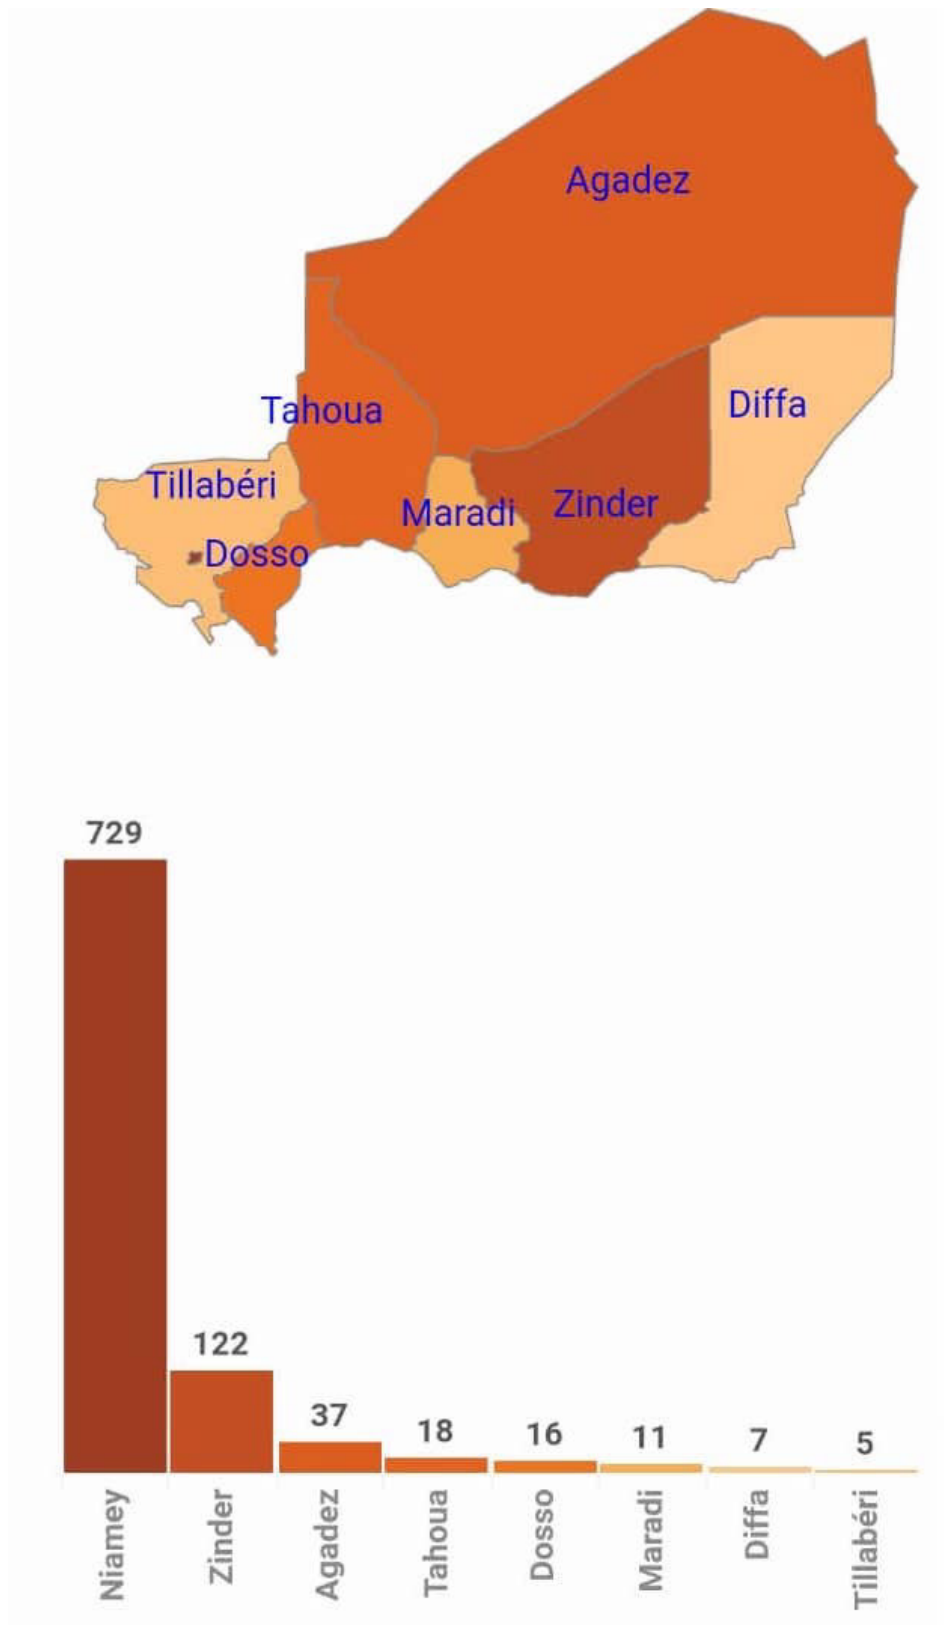 Agadez
Tahoua
Diffa
Tillabéri
Maradi
Zinder
Dosso
729
122
37
18
16
11
7
5
Niamey
Zinder
Agadez
Tahoua
Dosso
Maradi
Diffa
Tillabéri